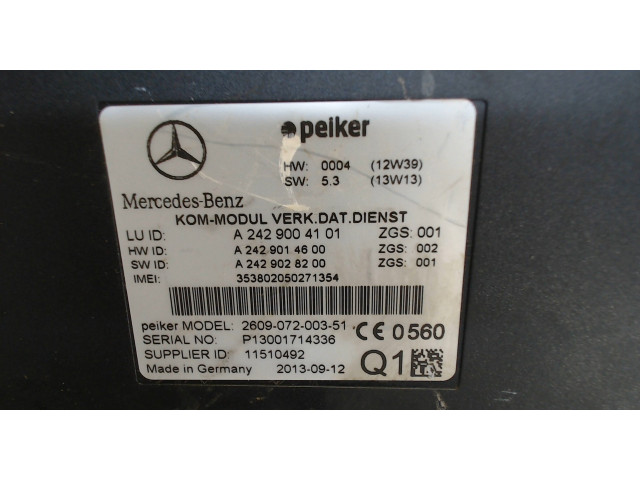 peiker
HW: 0004 (12W39)
SW: 5.3 (13W13)
Mercedes-Benz
KOM-MODUL VERK.DAT.DIENST
LU ID: A 242 900 41 01 ZGS: 001
HW ID: A 242 901 46 00 ZGS: 002
SW ID: A 242 902 82 00 ZGS: 001
IMEI: 353802050271354
peiker MODEL: 2609-072-003-51 CE 0560
SERIAL NO: P13001714336
SUPPLIER ID: 11510492
Made in Germany 2013-09-12 Q1